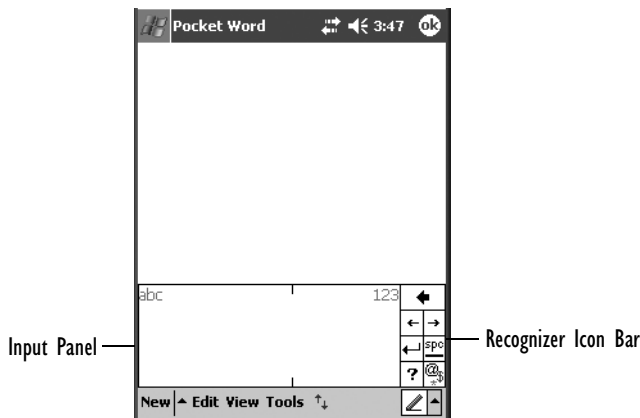 Pocket Word 3:47 ok
abc 123
spc
Input Panel
Recognizer Icon Bar
? @*$
New Edit View Tools